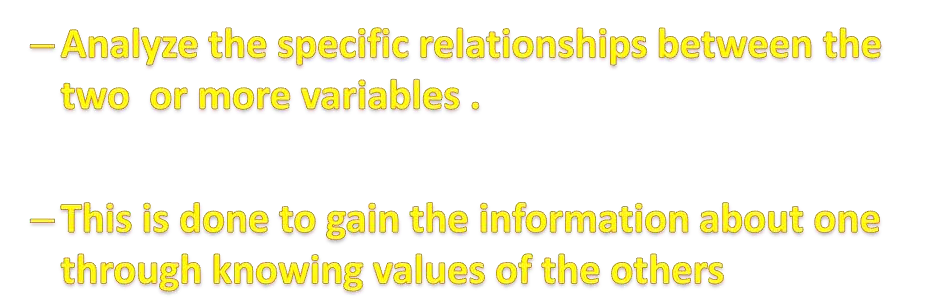 – Analyze the specific relationships between the
two  or more variables .
– This is done to gain the information about one
through knowing values of the others